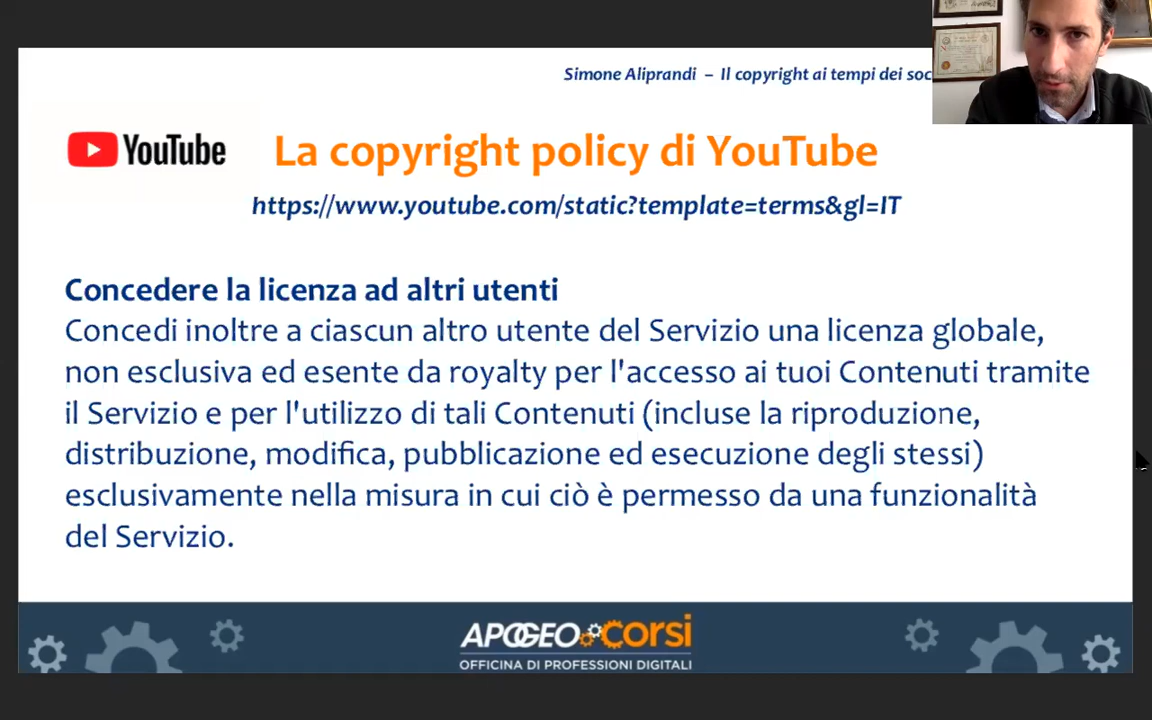 Simone Aliprandi – Il copyright ai tempi dei soc
YouTube
La copyright policy di YouTube
https://www.youtube.com/static?template=terms&gl=IT
Concedere la licenza ad altri utenti
Concedi inoltre a ciascun altro utente del Servizio una licenza globale,
non esclusiva ed esente da royalty per l'accesso ai tuoi Contenuti tramite
il Servizio e per l'utilizzo di tali Contenuti (incluse la riproduzione,
distribuzione, modifica, pubblicazione ed esecuzione degli stessi)
esclusivamente nella misura in cui ciò è permesso da una funzionalità
del Servizio.
APOGEO CORSI
OFFICINA DI PROFESSIONI DIGITALI